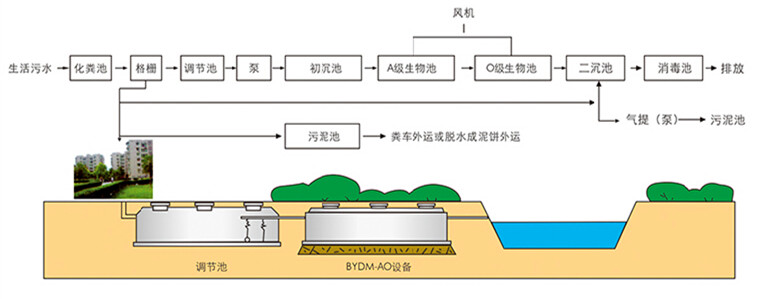 风机
生活污水
化粪池
格栅
调节池
泵
初沉池
A级生物池
O级生物池
二沉池
消毒池
排放
气提（泵）
污泥池
污泥池
粪车外运或脱水成泥饼外运
调节池
BYDM-AO设备